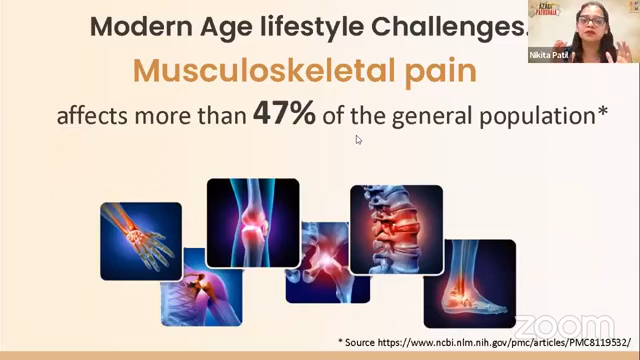 Modern Age lifestyle Challenges.
Musculoskeletal pain
affects more than 47% of the general population*
Nikita Patil
zoom
* Source https://www.ncbi.nlm.nih.gov/pmc/articles/PMC8119532/